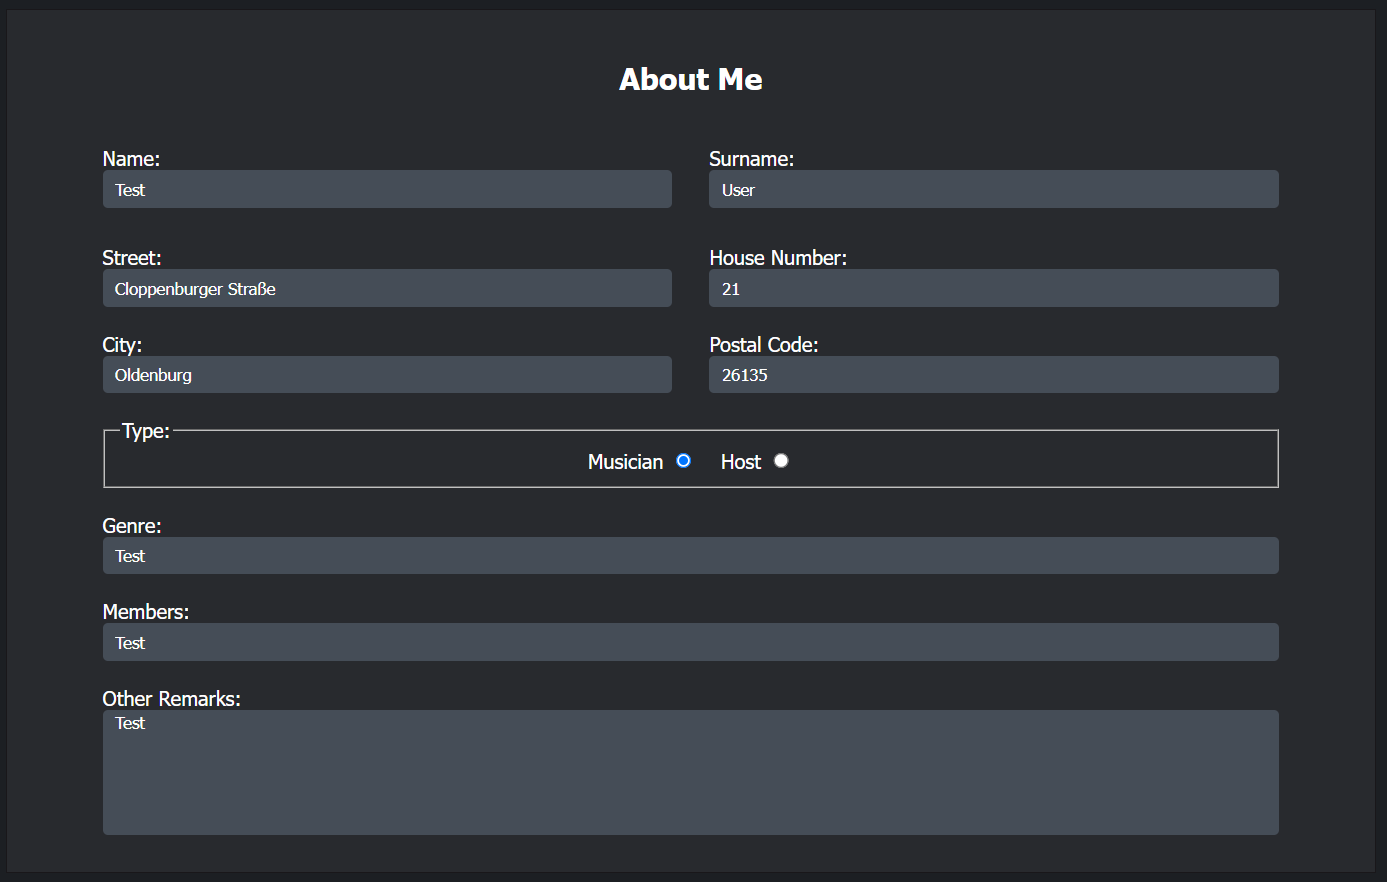 About Me
Name: Surname:
Test User
Street: House Number:
Cloppenburger Straße 21
City: Postal Code:
Oldenburg 26135
Type:
Musician Host
Genre:
Test
Members:
Test
Other Remarks:
Test